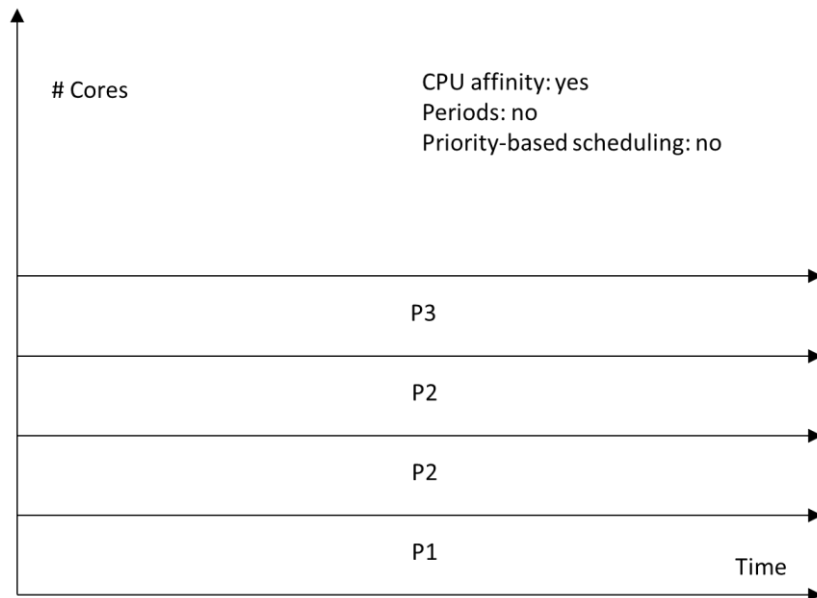 # Cores
CPU affinity: yes
Periods: no
Priority-based scheduling: no
P3
P2
P2
P1
Time